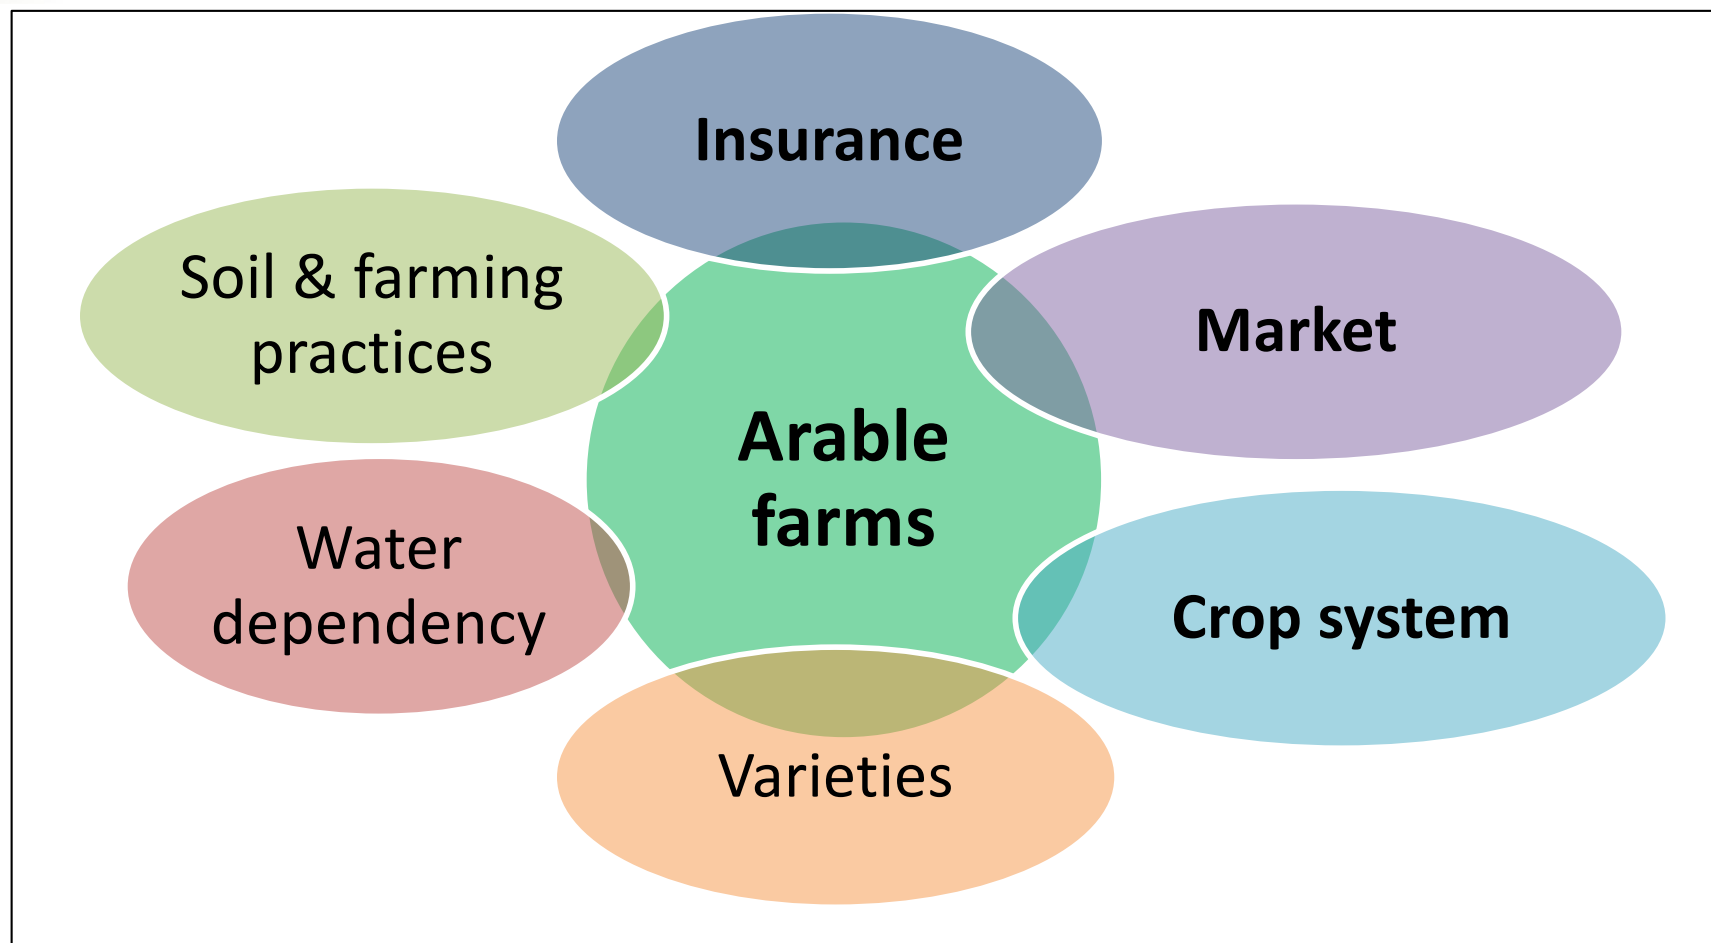 Insurance
Soil & farming
practices
Market
Arable
farms
Water
dependency
Crop system
Varieties